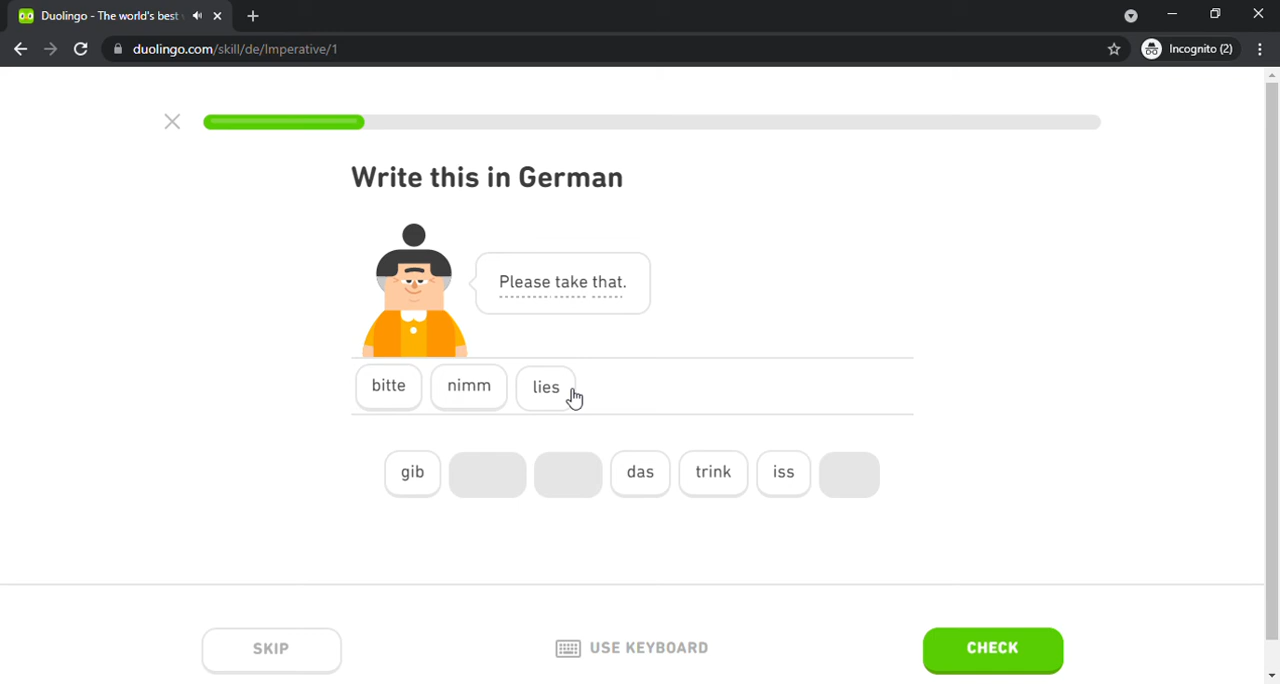 Duolingo - The world's best
duolingo.com/skill/de/Imperative/1
Incognito (2)
Write this in German
Please take that.
bitte nimm lies
gib das trink iss
SKIP USE KEYBOARD CHECK